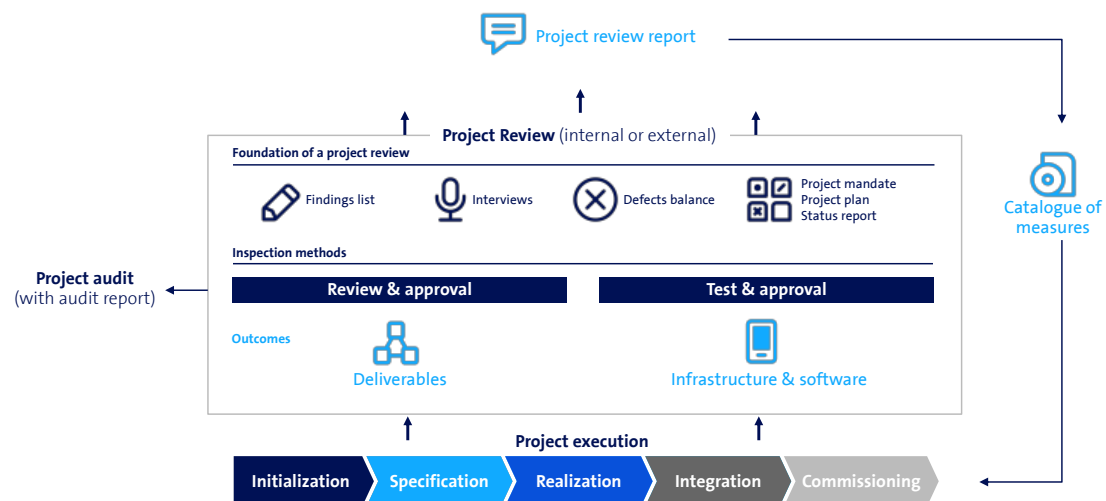 Project review report
Project Review (internal or external)
Foundation of a project review
Findings list
Interviews
Defects balance
Project mandate
Project plan
Status report
Catalogue of
measures
Inspection methods
Project audit
(with audit report)
Review & approval
Test & approval
Outcomes
Deliverables
Infrastructure & software
Project execution
Initialization
Specification
Realization
Integration
Commissioning